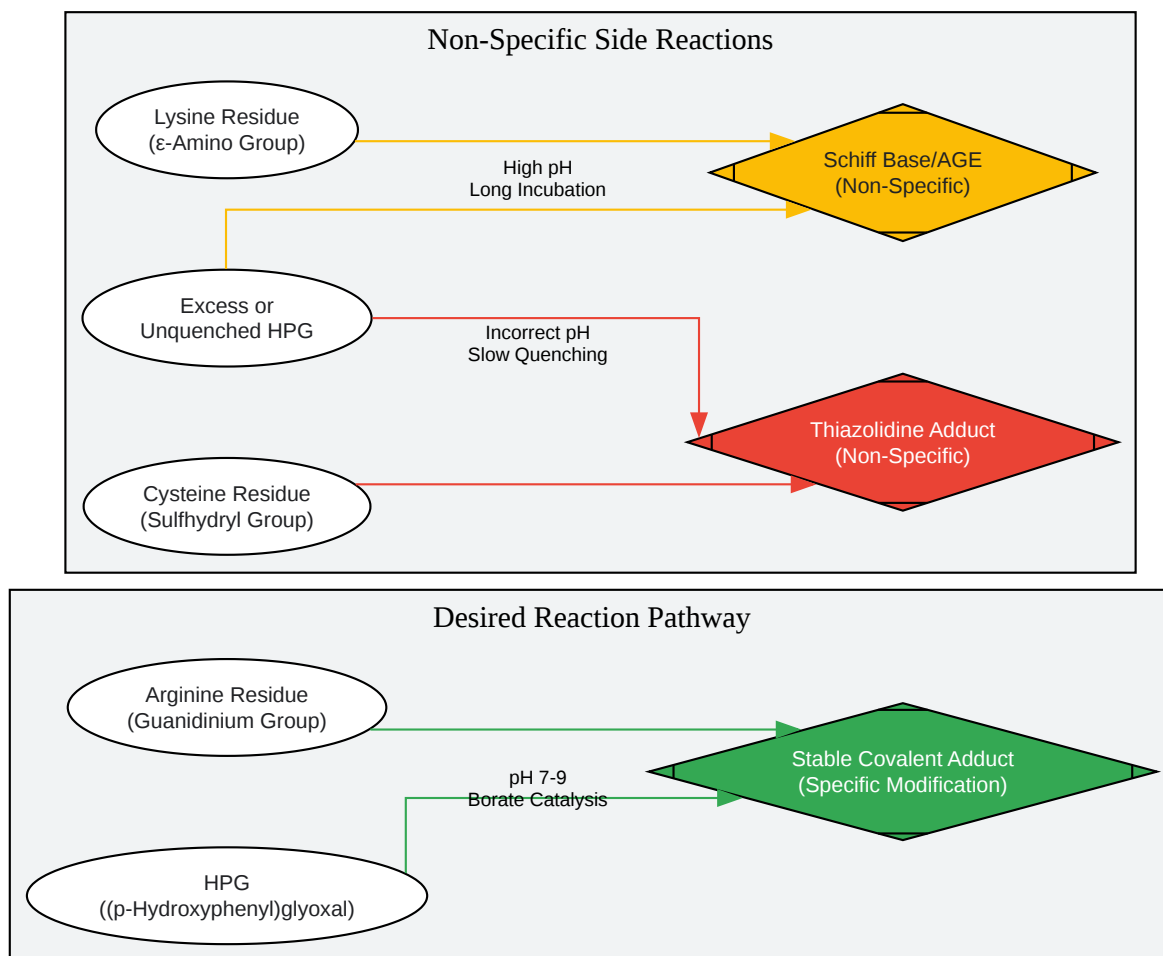 Non-Specific Side Reactions
Lysine Residue
(ε-Amino Group)
High pH
Long Incubation
Schiff Base/AGE
(Non-Specific)
Excess or
Unquenched HPG
Incorrect pH
Slow Quenching
Thiazolidine Adduct
(Non-Specific)
Cysteine Residue
(Sulfhydryl Group)
Desired Reaction Pathway
Arginine Residue
(Guanidinium Group)
pH 7-9
Borate Catalysis
Stable Covalent Adduct
(Specific Modification)
HPG
((p-Hydroxyphenyl)glyoxal)